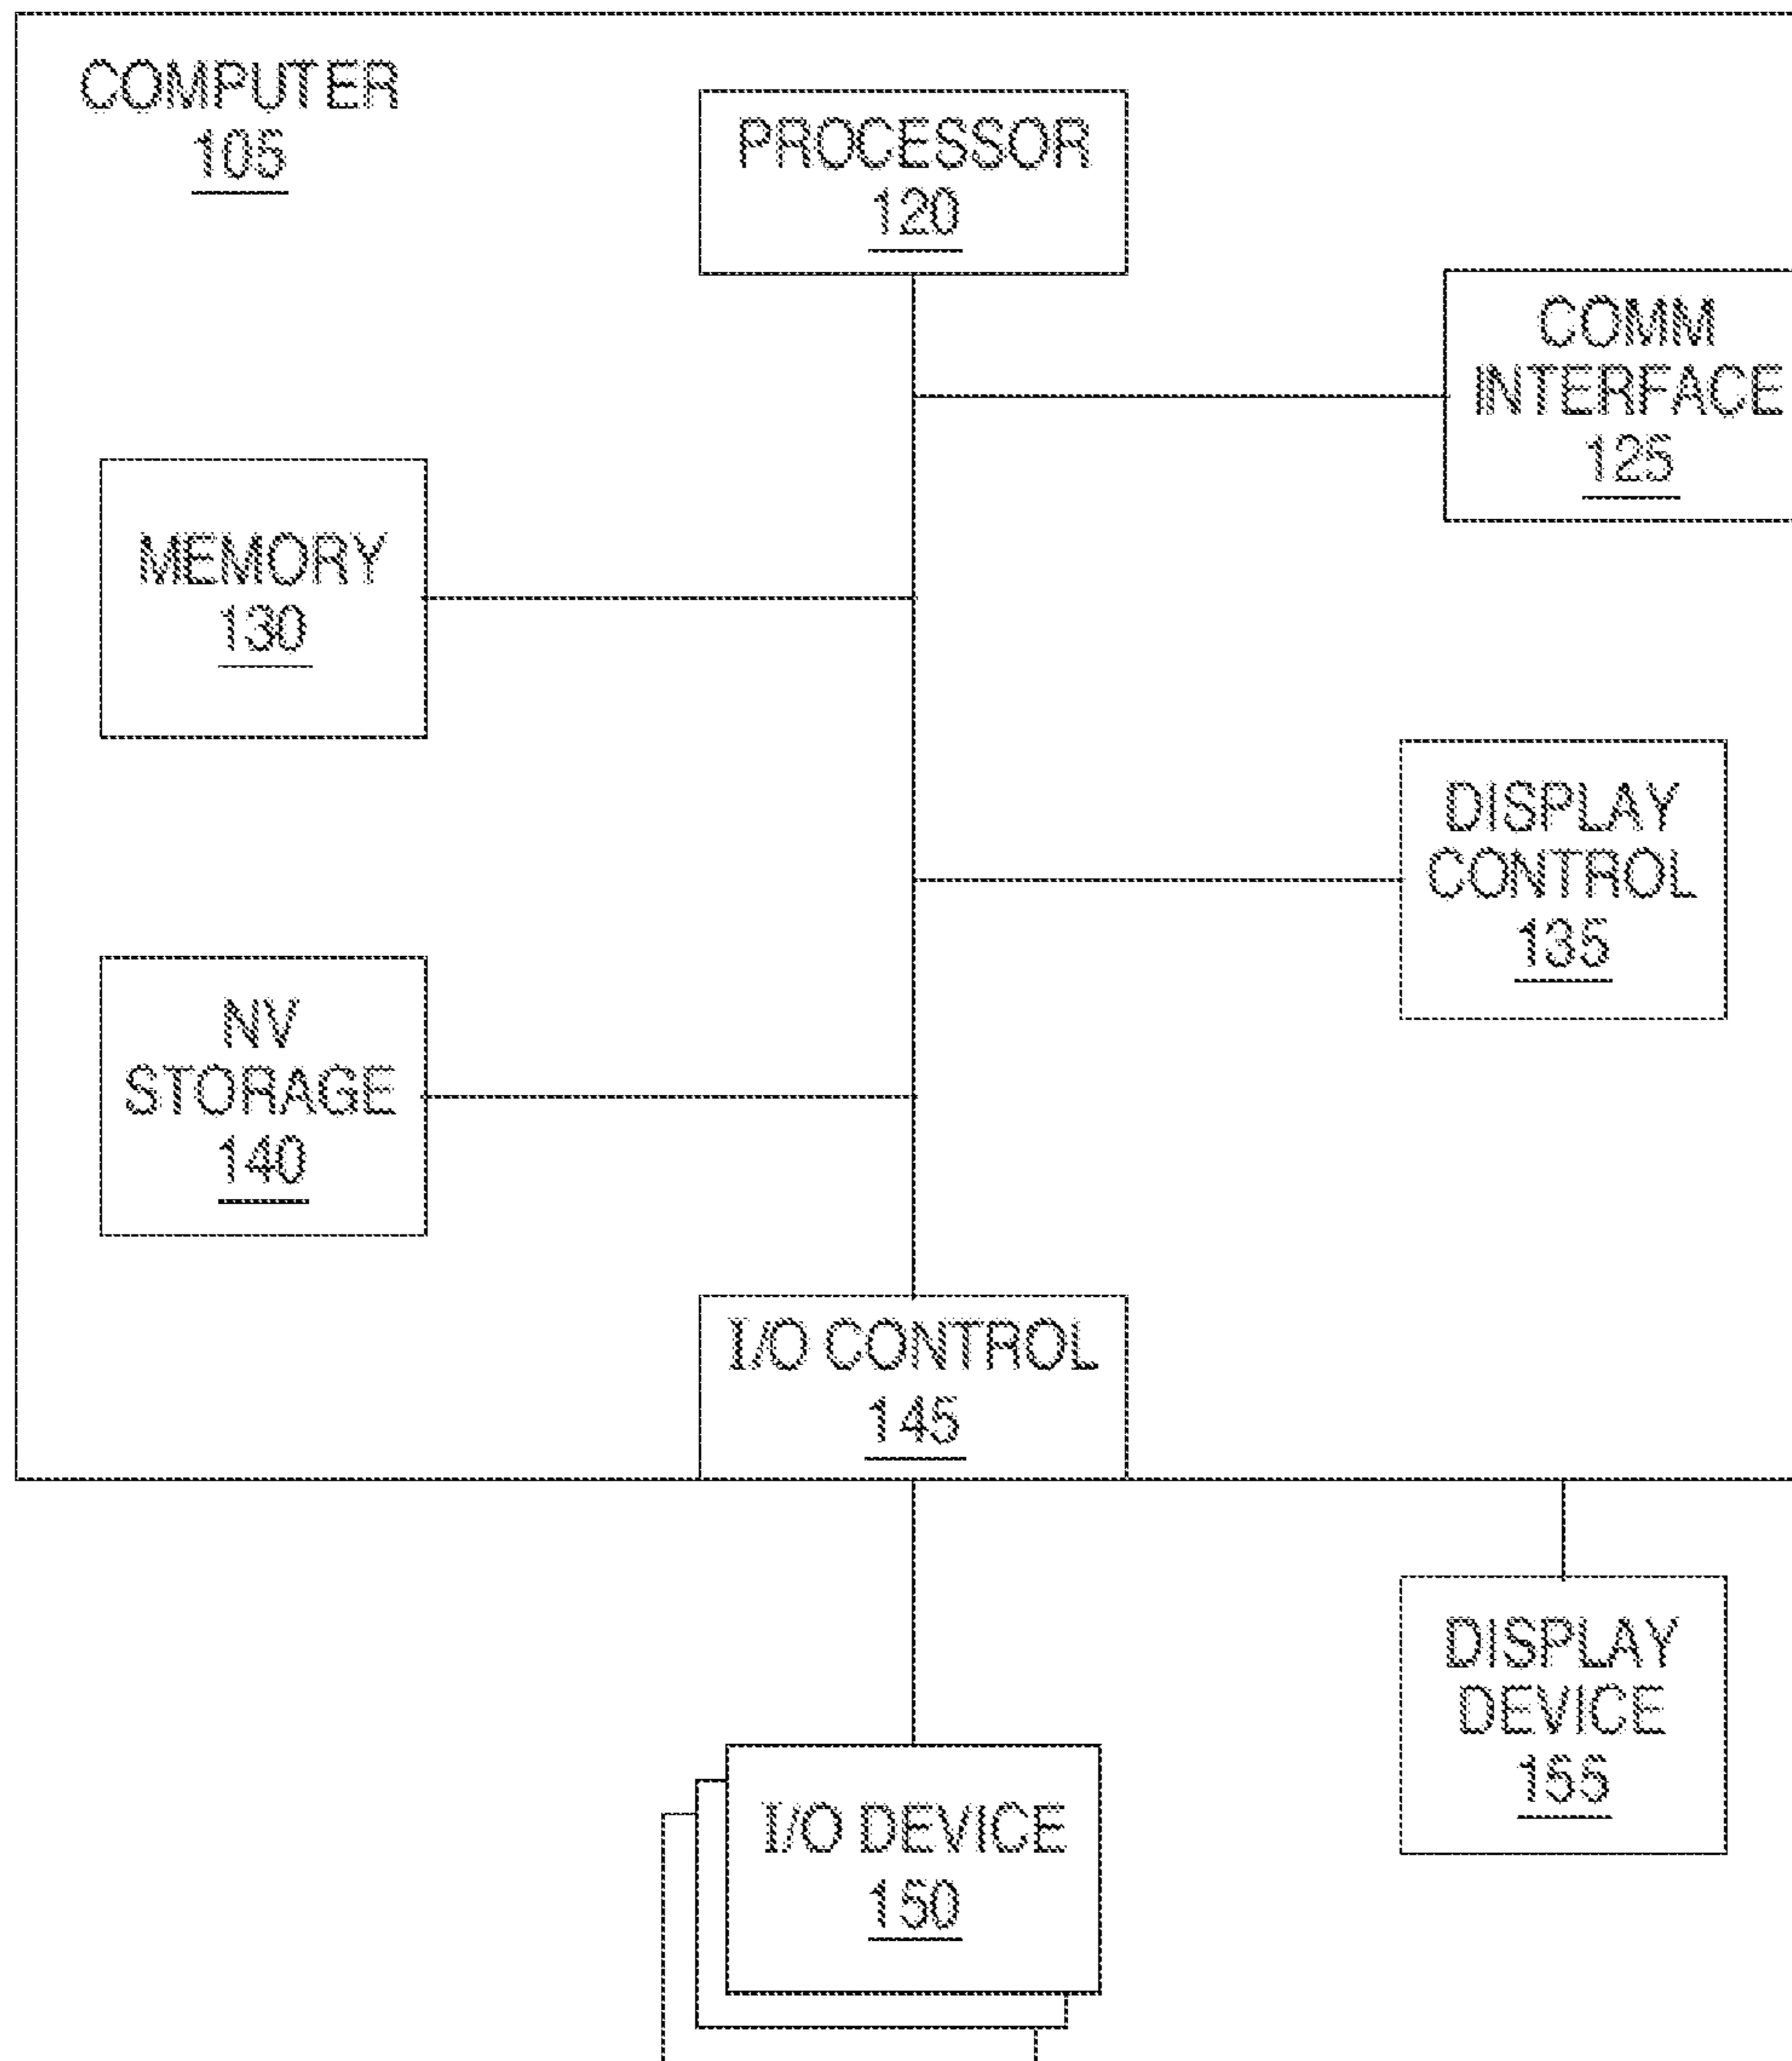 COMPUTER
105
PROCESSOR
120
COMM
INTERFACE
125
MEMORY
130
DISPLAY
CONTROL
135
NV
STORAGE
140
I/O CONTROL
145
DISPLAY
DEVICE
155
I/O DEVICE
150